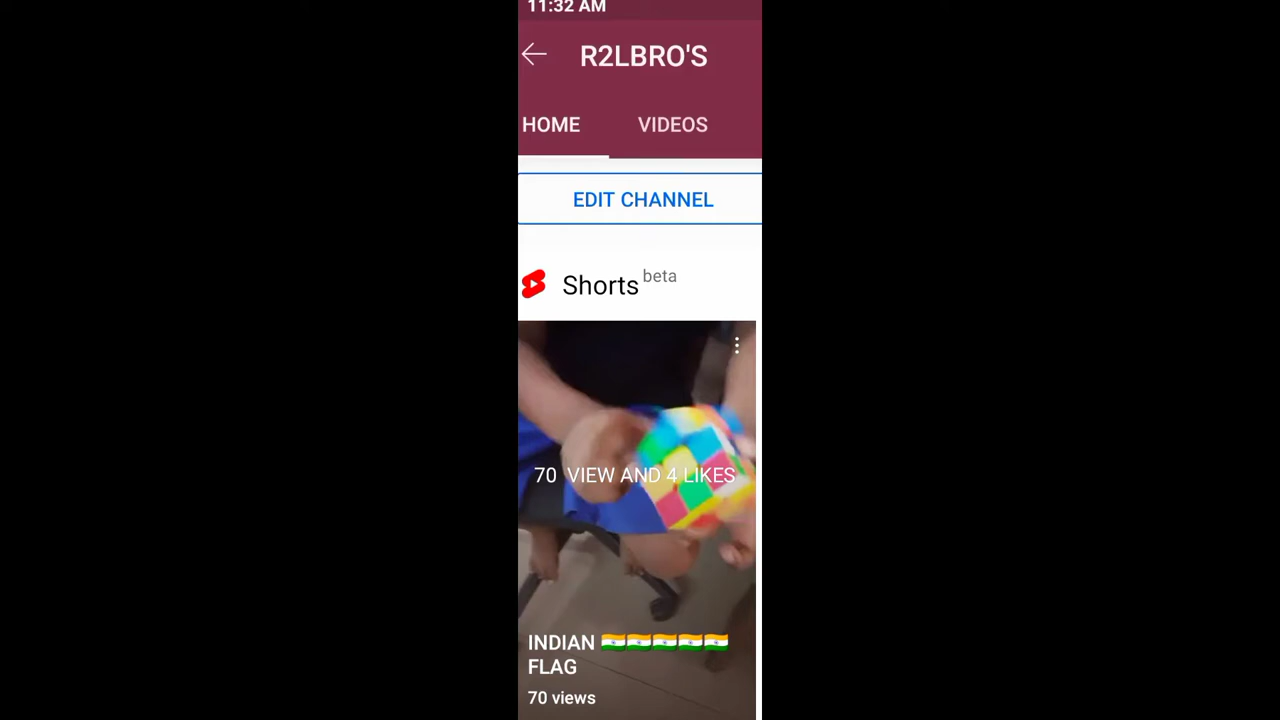 11:32 AM
R2LBRO'S
HOME VIDEOS
EDIT CHANNEL
Shorts beta
70 VIEW AND 4 LIKES
INDIAN 🇮🇳🇮🇳🇮🇳🇮🇳🇮🇳
FLAG
70 views